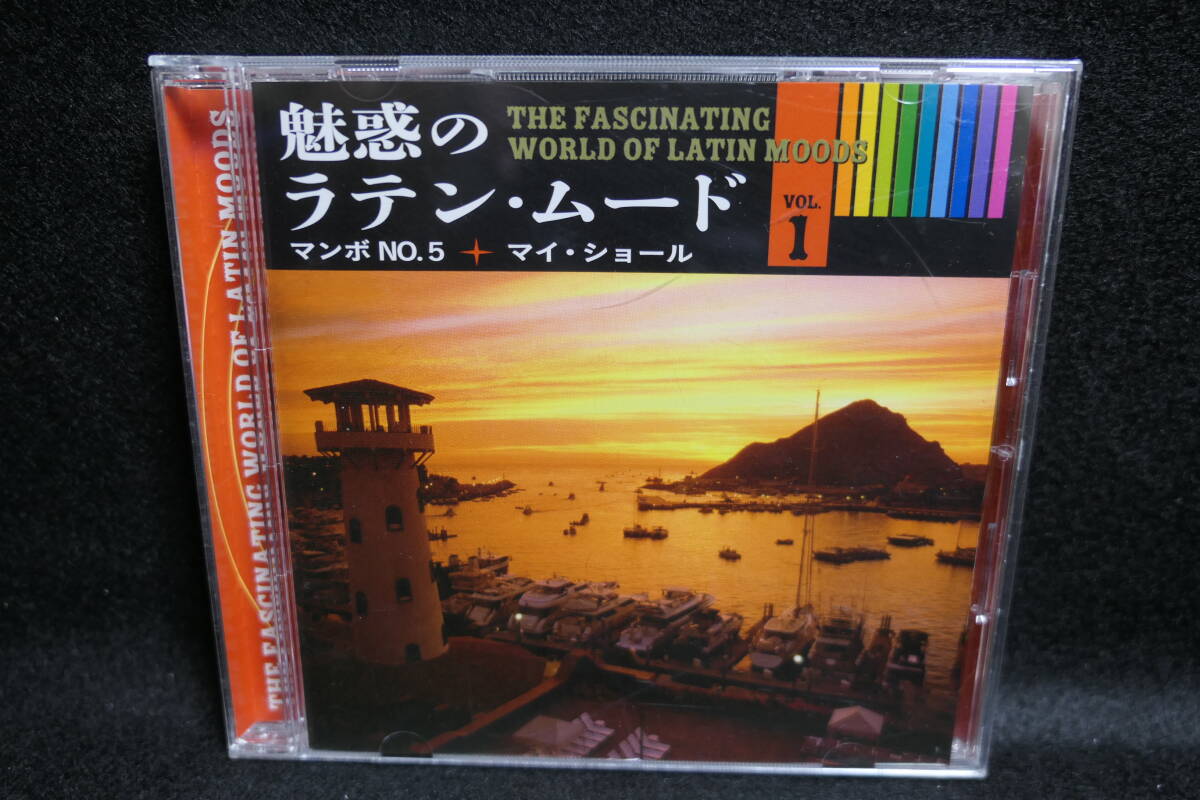 魅惑の
ラテン・ムード
THE FASCINATING
WORLD OF LATIN MOODS
VOL.
1
マンボ NO.5 マイ・ショール
THE FASCINATING WORLD OF LATIN MOODS